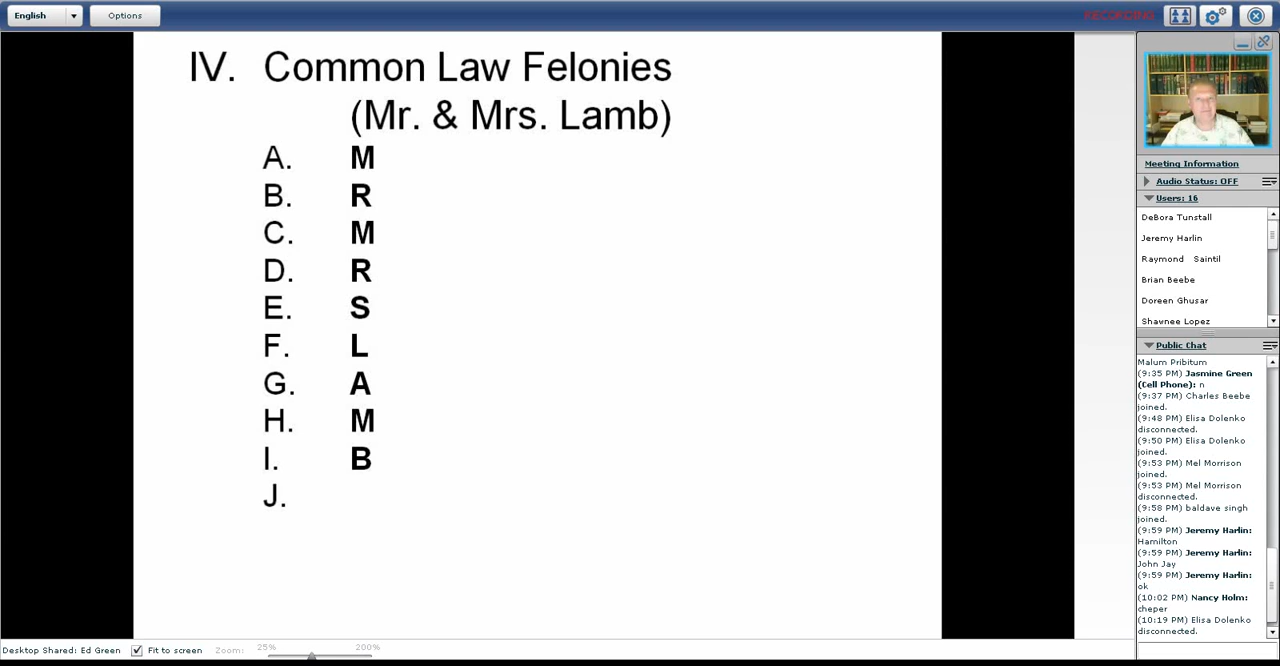 English
Options
RECORDING
IV. Common Law Felonies
(Mr. & Mrs. Lamb)
A. M
B. R
C. M
D. R
E. S
F. L
G. A
H. M
I. B
J.
Meeting Information
Audio Status: OFF
Users: 16
DeBora Tunstall
Jeremy Harlin
Raymond Saintil
Brian Beebe
Doreen Ghusar
Shawnee Lopez
Public Chat
Malum Pribitum
(9:35 PM) Jasmine Green
(Cell Phone): n
(9:37 PM) Charles Beebe
joined.
(9:48 PM) Elisa Dolenko
disconnected.
(9:50 PM) Elisa Dolenko
joined.
(9:53 PM) Mel Morrison
joined.
(9:53 PM) Mel Morrison
disconnected.
(9:58 PM) baldave singh
joined.
(9:59 PM) Jeremy Harlin:
Hamilton
(9:59 PM) Jeremy Harlin:
John Jay
(9:59 PM) Jeremy Harlin:
ok
(10:02 PM) Nancy Holm:
cheper
(10:19 PM) Elisa Dolenko
disconnected.
Desktop Shared: Ed Green
Fit to screen
Zoom:
25%
200%